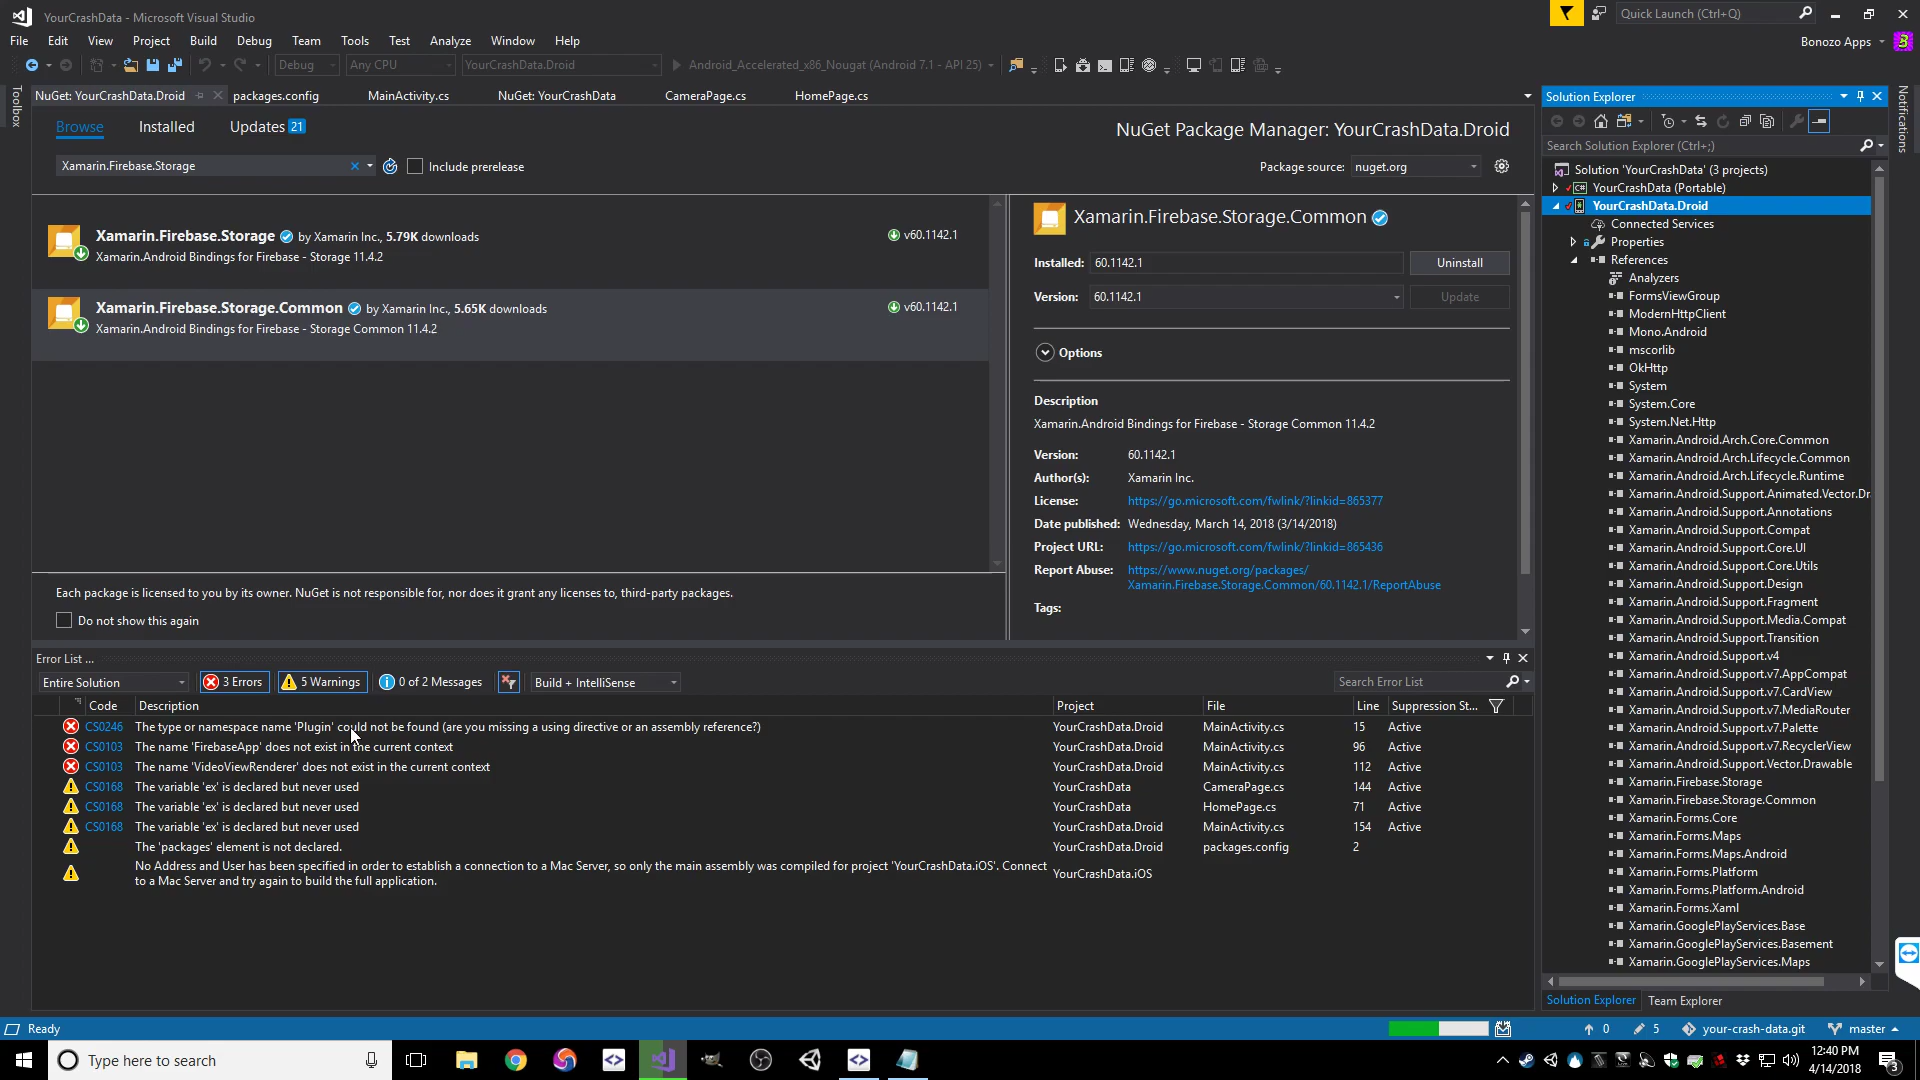 YourCrashData - Microsoft Visual Studio
Quick Launch (Ctrl+Q)
File Edit View Project Build Debug Team Tools Test Analyze Window Help
Bonozo Apps
Debug Any CPU YourCrashData.Droid Android_Accelerated_x86_Nougat (Android 7.1 - API 25)
Toolbox
NuGet: YourCrashData.Droid packages.config MainActivity.cs NuGet: YourCrashData CameraPage.cs HomePage.cs
Browse Installed Updates 21
NuGet Package Manager: YourCrashData.Droid
Xamarin.Firebase.Storage
Include prerelease
Package source: nuget.org
Xamarin.Firebase.Storage by Xamarin Inc., 5.79K downloads v60.1142.1
Xamarin.Android Bindings for Firebase - Storage 11.4.2
Xamarin.Firebase.Storage.Common by Xamarin Inc., 5.65K downloads v60.1142.1
Xamarin.Android Bindings for Firebase - Storage Common 11.4.2
Each package is licensed to you by its owner. NuGet is not responsible for, nor does it grant any licenses to, third-party packages.
Do not show this again
Xamarin.Firebase.Storage.Common
Installed: 60.1142.1 Uninstall
Version: 60.1142.1 Update
Options
Description
Xamarin.Android Bindings for Firebase - Storage Common 11.4.2
Version: 60.1142.1
Author(s): Xamarin Inc.
License: https://go.microsoft.com/fwlink/?linkid=865377
Date published: Wednesday, March 14, 2018 (3/14/2018)
Project URL: https://go.microsoft.com/fwlink/?linkid=865436
Report Abuse: https://www.nuget.org/packages/
Xamarin.Firebase.Storage.Common/60.1142.1/ReportAbuse
Tags:
Error List ...
Entire Solution 3 Errors 5 Warnings 0 of 2 Messages Build + IntelliSense Search Error List
Code Description Project File Line Suppression St...
CS0246 The type or namespace name 'Plugin' could not be found (are you missing a using directive or an assembly reference?) YourCrashData.Droid MainActivity.cs 15 Active
CS0103 The name 'FirebaseApp' does not exist in the current context YourCrashData.Droid MainActivity.cs 96 Active
CS0103 The name 'VideoViewRenderer' does not exist in the current context YourCrashData.Droid MainActivity.cs 112 Active
CS0168 The variable 'ex' is declared but never used YourCrashData CameraPage.cs 144 Active
CS0168 The variable 'ex' is declared but never used YourCrashData HomePage.cs 71 Active
CS0168 The variable 'ex' is declared but never used YourCrashData.Droid MainActivity.cs 154 Active
The 'packages' element is not declared. YourCrashData.Droid packages.config 2
No Address and User has been specified in order to establish a connection to a Mac Server, so only the main assembly was compiled for project 'YourCrashData.iOS'. Connect
to a Mac Server and try again to build the full application. YourCrashData.iOS
Solution Explorer
Notifications
Search Solution Explorer (Ctrl+;)
Solution 'YourCrashData' (3 projects)
C# YourCrashData (Portable)
YourCrashData.Droid
Connected Services
Properties
References
Analyzers
FormsViewGroup
ModernHttpClient
Mono.Android
mscorlib
OkHttp
System
System.Core
System.Net.Http
Xamarin.Android.Arch.Core.Common
Xamarin.Android.Arch.Lifecycle.Common
Xamarin.Android.Arch.Lifecycle.Runtime
Xamarin.Android.Support.Animated.Vector.Dr
Xamarin.Android.Support.Annotations
Xamarin.Android.Support.Compat
Xamarin.Android.Support.Core.UI
Xamarin.Android.Support.Core.Utils
Xamarin.Android.Support.Design
Xamarin.Android.Support.Fragment
Xamarin.Android.Support.Media.Compat
Xamarin.Android.Support.Transition
Xamarin.Android.Support.v4
Xamarin.Android.Support.v7.AppCompat
Xamarin.Android.Support.v7.CardView
Xamarin.Android.Support.v7.MediaRouter
Xamarin.Android.Support.v7.Palette
Xamarin.Android.Support.v7.RecyclerView
Xamarin.Android.Support.Vector.Drawable
Xamarin.Firebase.Storage
Xamarin.Firebase.Storage.Common
Xamarin.Forms.Core
Xamarin.Forms.Maps
Xamarin.Forms.Maps.Android
Xamarin.Forms.Platform
Xamarin.Forms.Platform.Android
Xamarin.Forms.Xaml
Xamarin.GooglePlayServices.Base
Xamarin.GooglePlayServices.Basement
Xamarin.GooglePlayServices.Maps
Solution Explorer Team Explorer
Ready 0 5 your-crash-data.git master
Type here to search
12:40 PM
4/14/2018
3